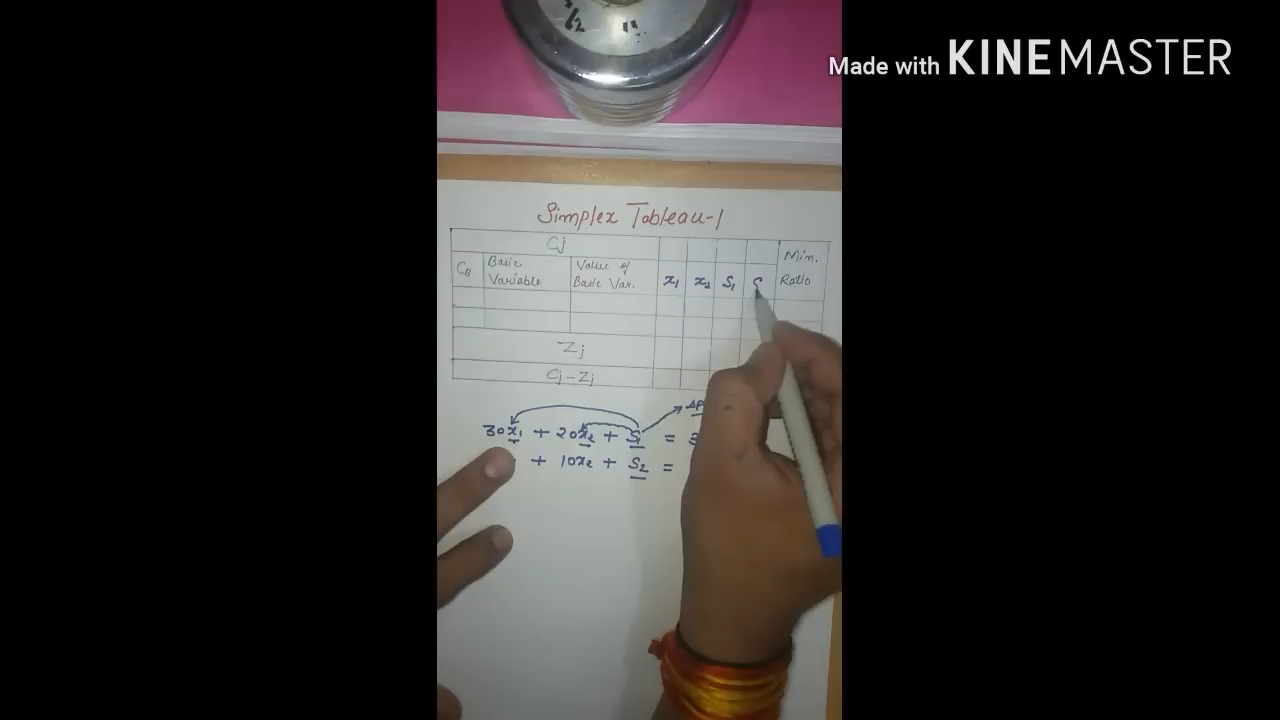 Made with KINEMASTER
Simplex Tableau-1
Cj
Min. Ratio
CB Basic Variable Value of Basic Var. x1 x2 S1 S
Zj
Cj - Zj
30x1 + 20x2 + S1 = 3
+ 10x2 + S2 =